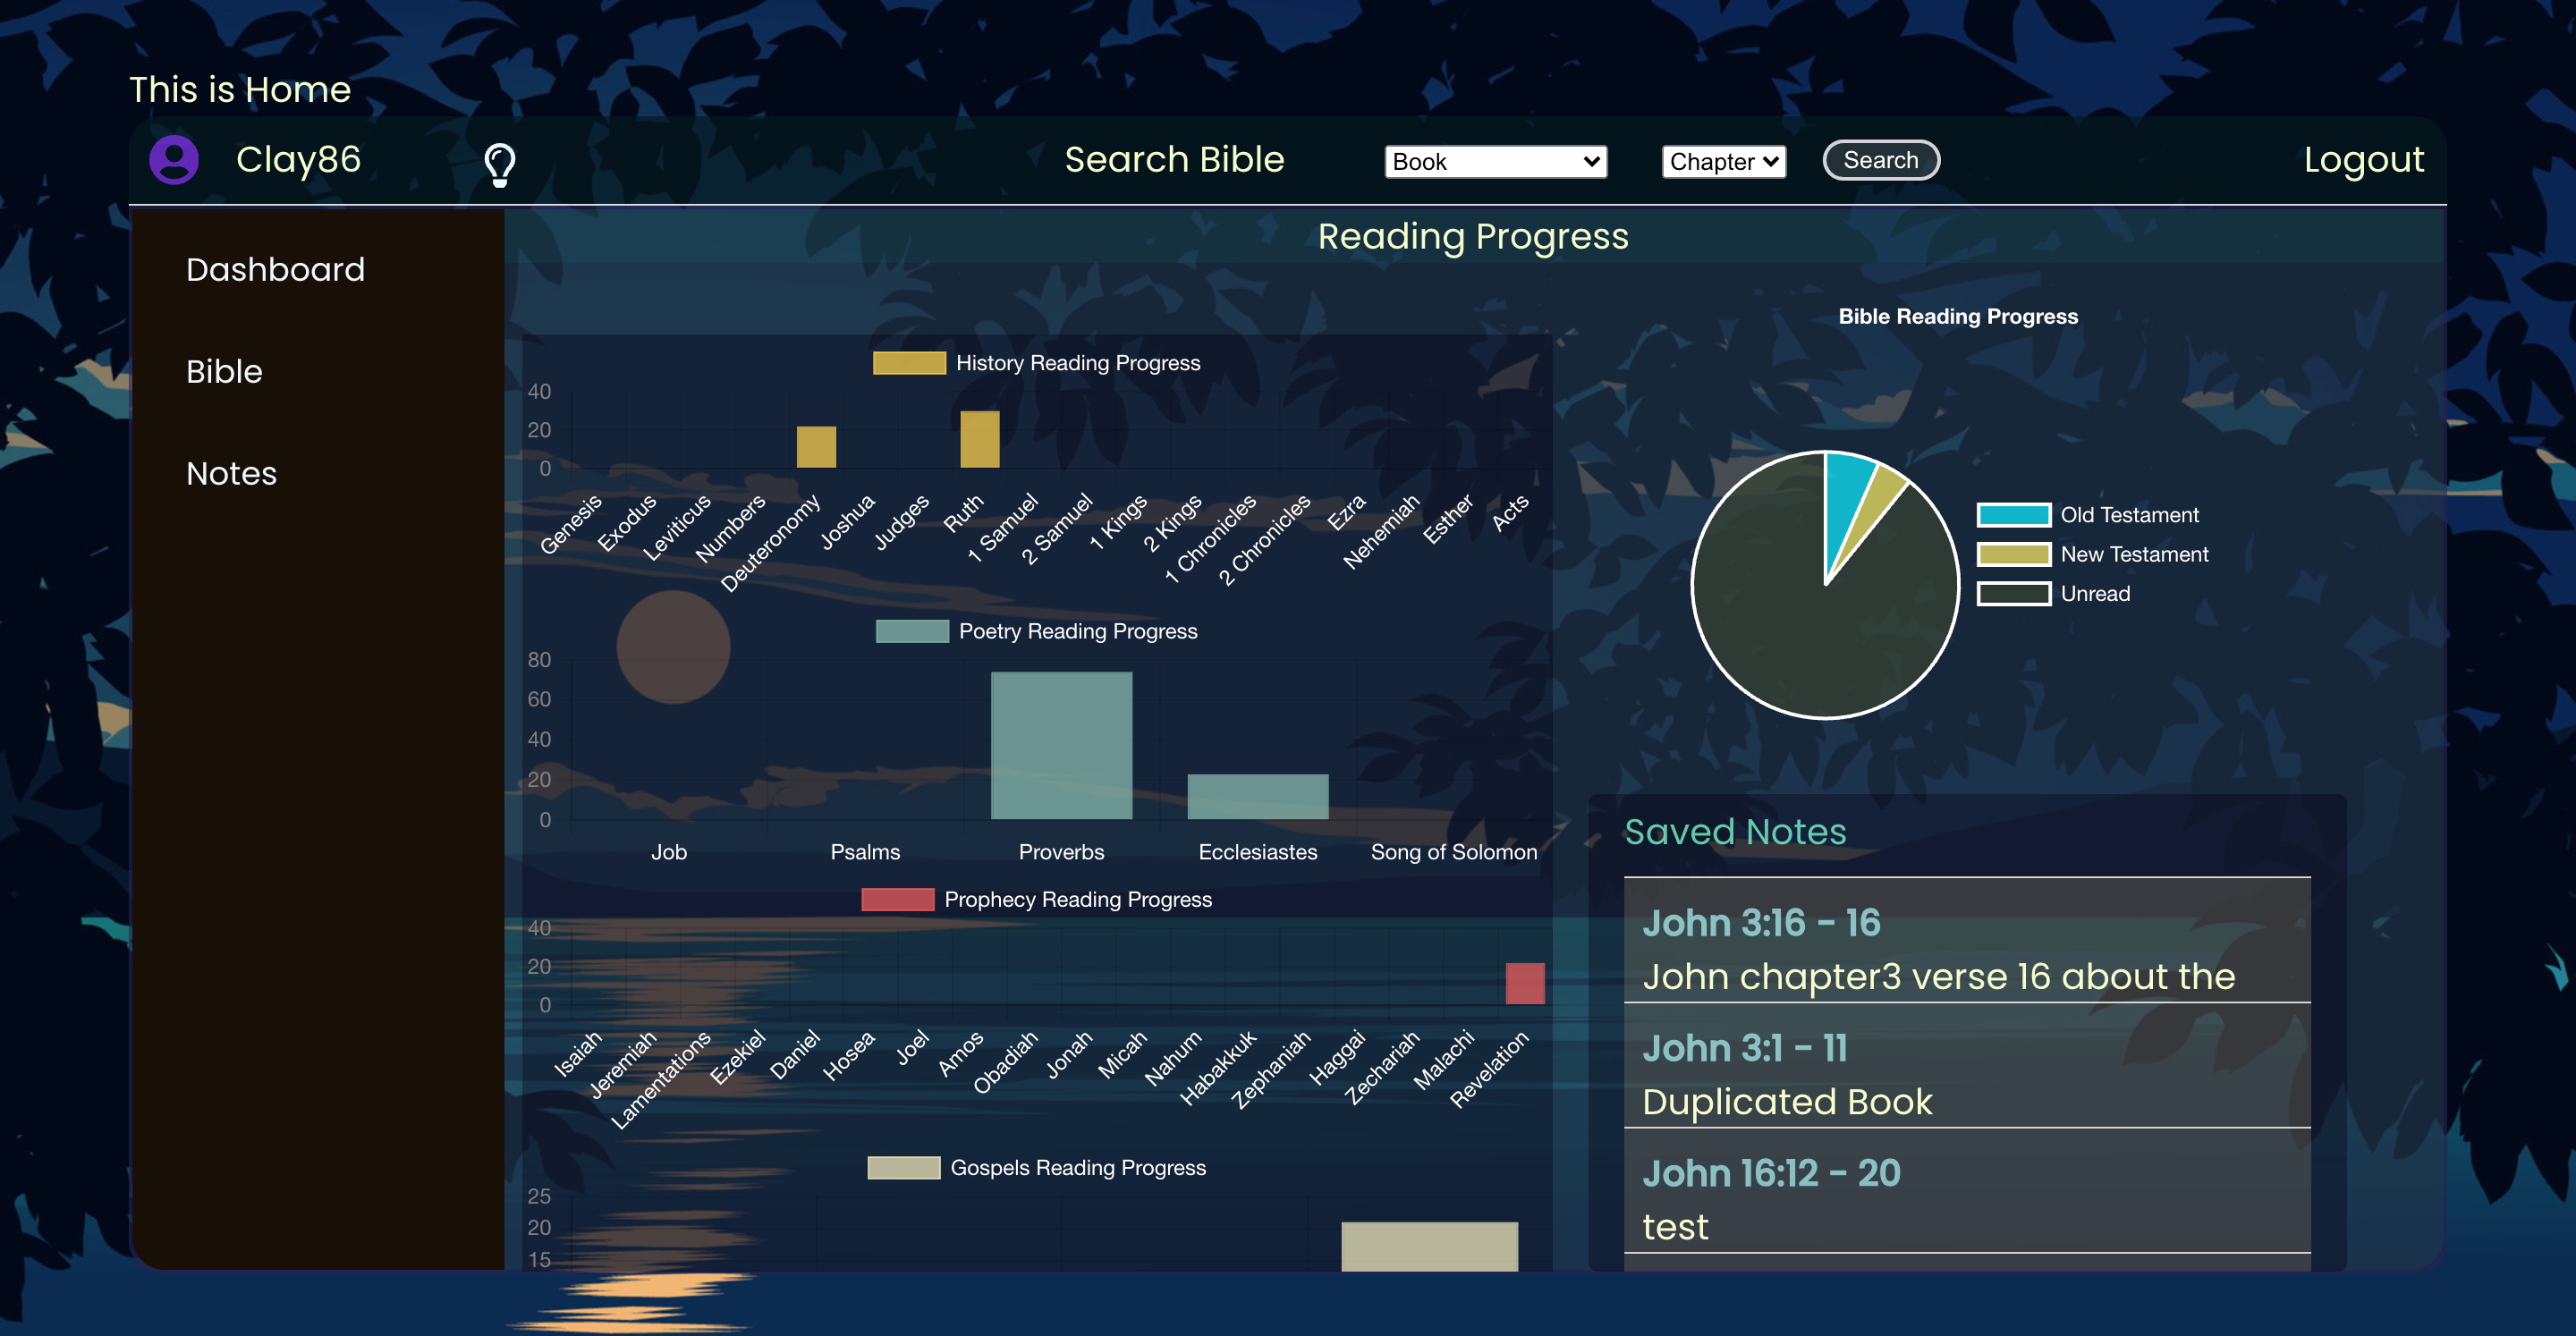 This is Home
Clay86
Search Bible
Book
Chapter
Search
Logout
Dashboard
Bible
Notes
Reading Progress
History Reading Progress
40
20
0
Genesis
Exodus
Leviticus
Numbers
Deuteronomy
Joshua
Judges
Ruth
1 Samuel
2 Samuel
1 Kings
2 Kings
1 Chronicles
2 Chronicles
Ezra
Nehemiah
Esther
Acts
Poetry Reading Progress
80
60
40
20
0
Job
Psalms
Proverbs
Ecclesiastes
Song of Solomon
Prophecy Reading Progress
40
20
0
Isaiah
Jeremiah
Lamentations
Ezekiel
Daniel
Hosea
Joel
Amos
Obadiah
Jonah
Micah
Nahum
Habakkuk
Zephaniah
Haggai
Zechariah
Malachi
Revelation
Gospels Reading Progress
25
20
15
Bible Reading Progress
Old Testament
New Testament
Unread
Saved Notes
John 3:16 - 16
John chapter3 verse 16 about the
John 3:1 - 11
Duplicated Book
John 16:12 - 20
test